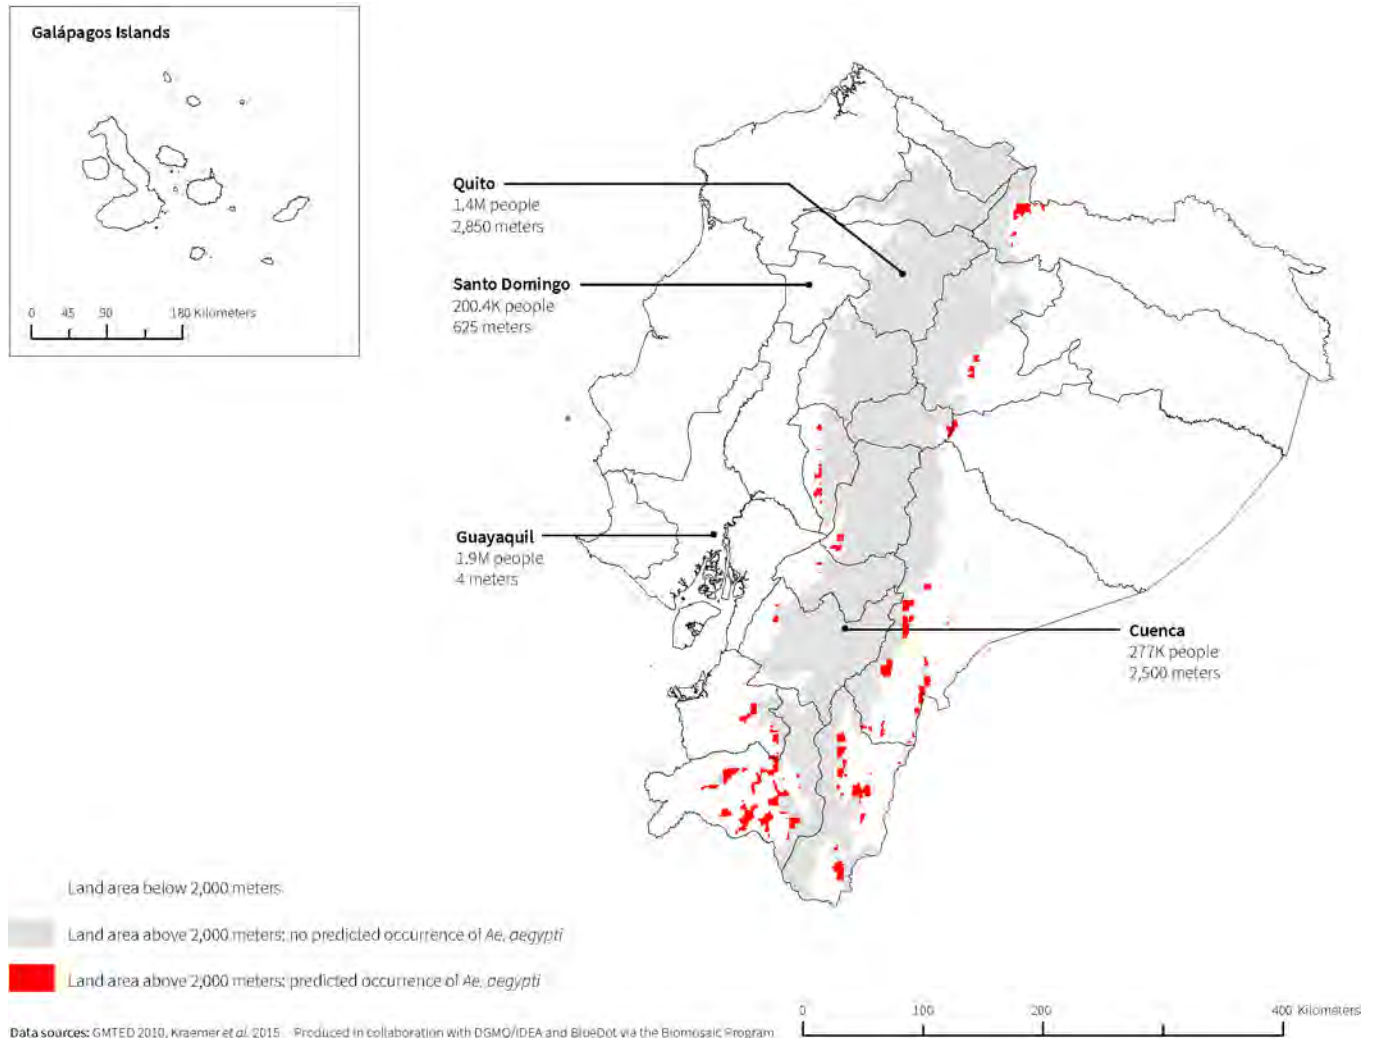 Galápagos Islands
0 45 90 180 Kilometers
Quito
1.4M people
2,850 meters
Santo Domingo
200.4K people
625 meters
Guayaquil
1.9M people
4 meters
Cuenca
277K people
2,500 meters
Land area below 2,000 meters
Land area above 2,000 meters; no predicted occurrence of Ae. aegypti
Land area above 2,000 meters; predicted occurrence of Ae. aegypti
0 100 200 400 Kilometers
Data sources: GMTED 2010, Kraemer et al. 2015 Produced in collaboration with DGMQ/IDEA and BlueDot via the Biomosaic Program